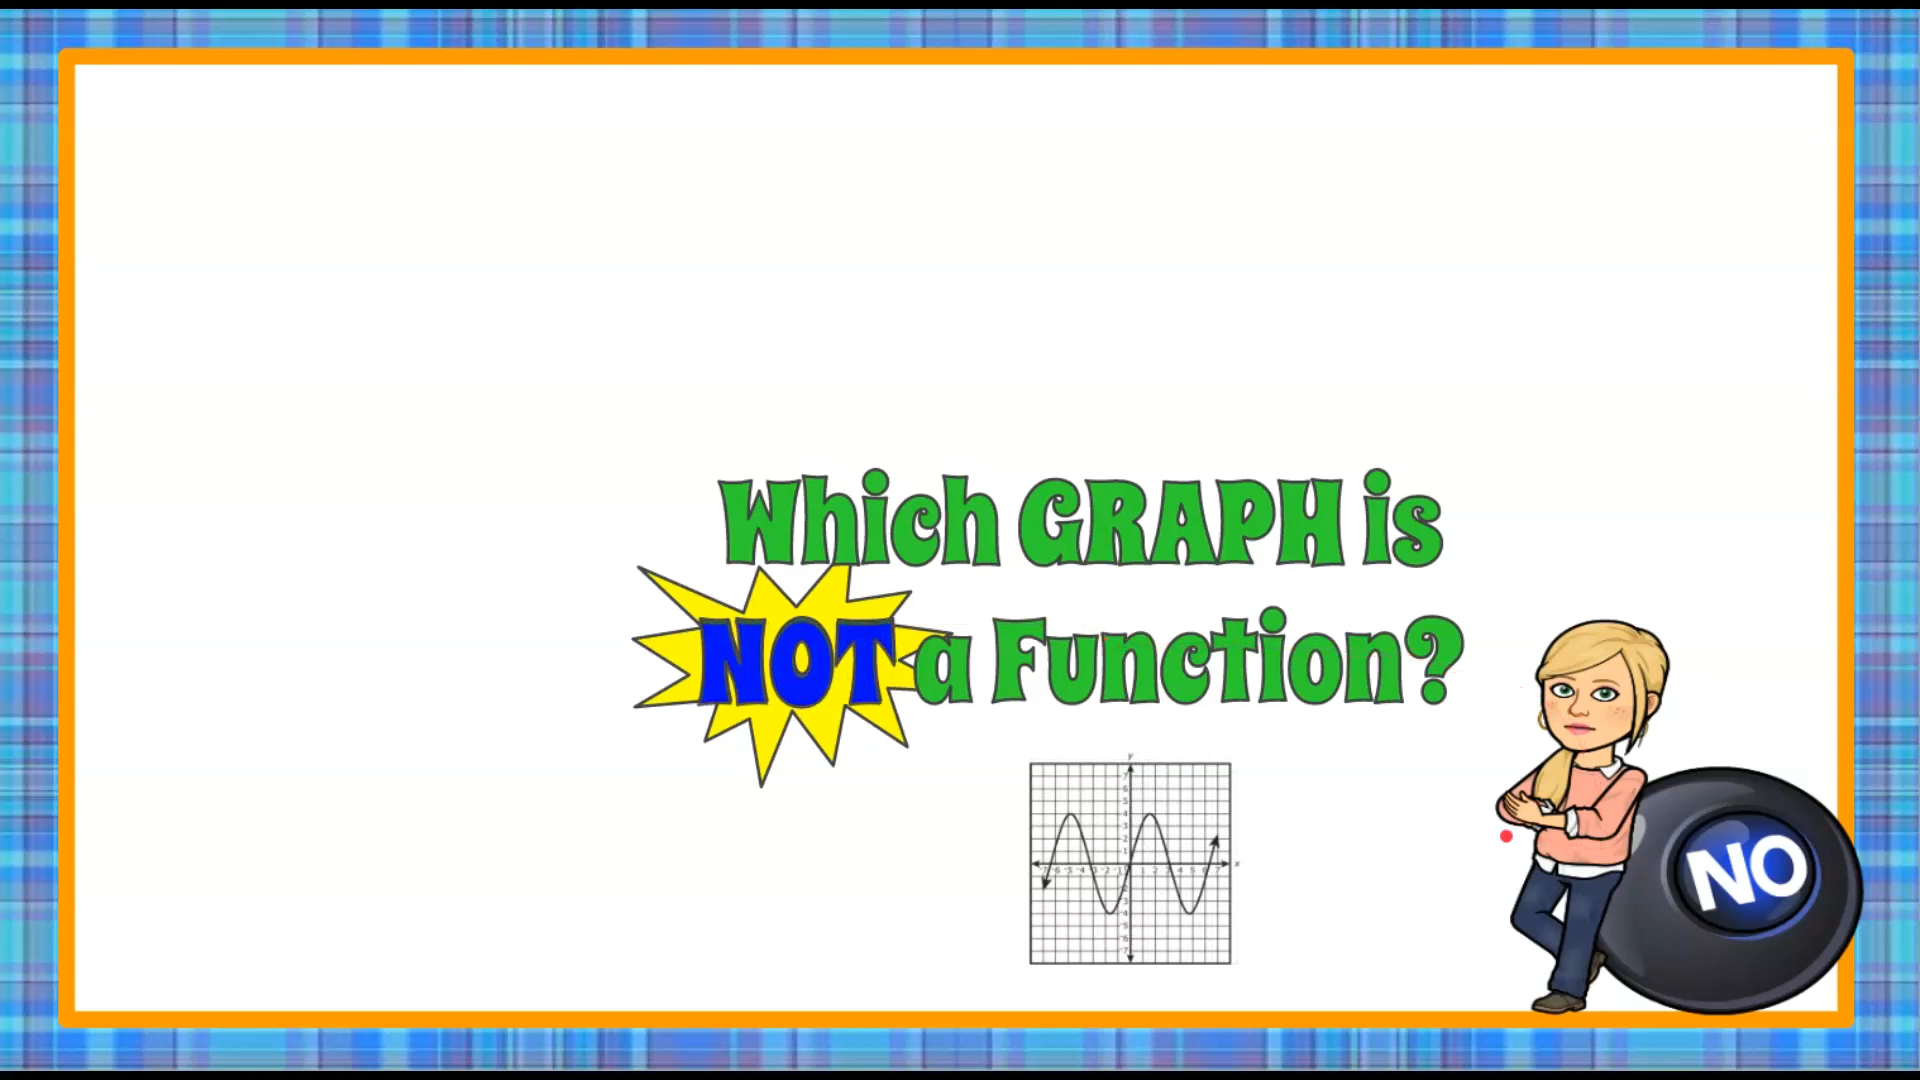 Which GRAPH is
NOT a Function?
y
x
NO